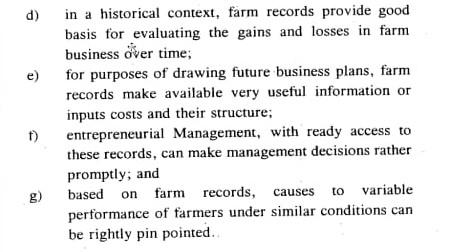 d) in a historical context, farm records provide good
basis for evaluating the gains and losses in farm
business over time;
e) for purposes of drawing future business plans, farm
records make available very useful information or
inputs costs and their structure;
f) entrepreneurial Management, with ready access to
these records, can make management decisions rather
promptly; and
g) based on farm records, causes to variable
performance of farmers under similar conditions can
be rightly pin pointed.